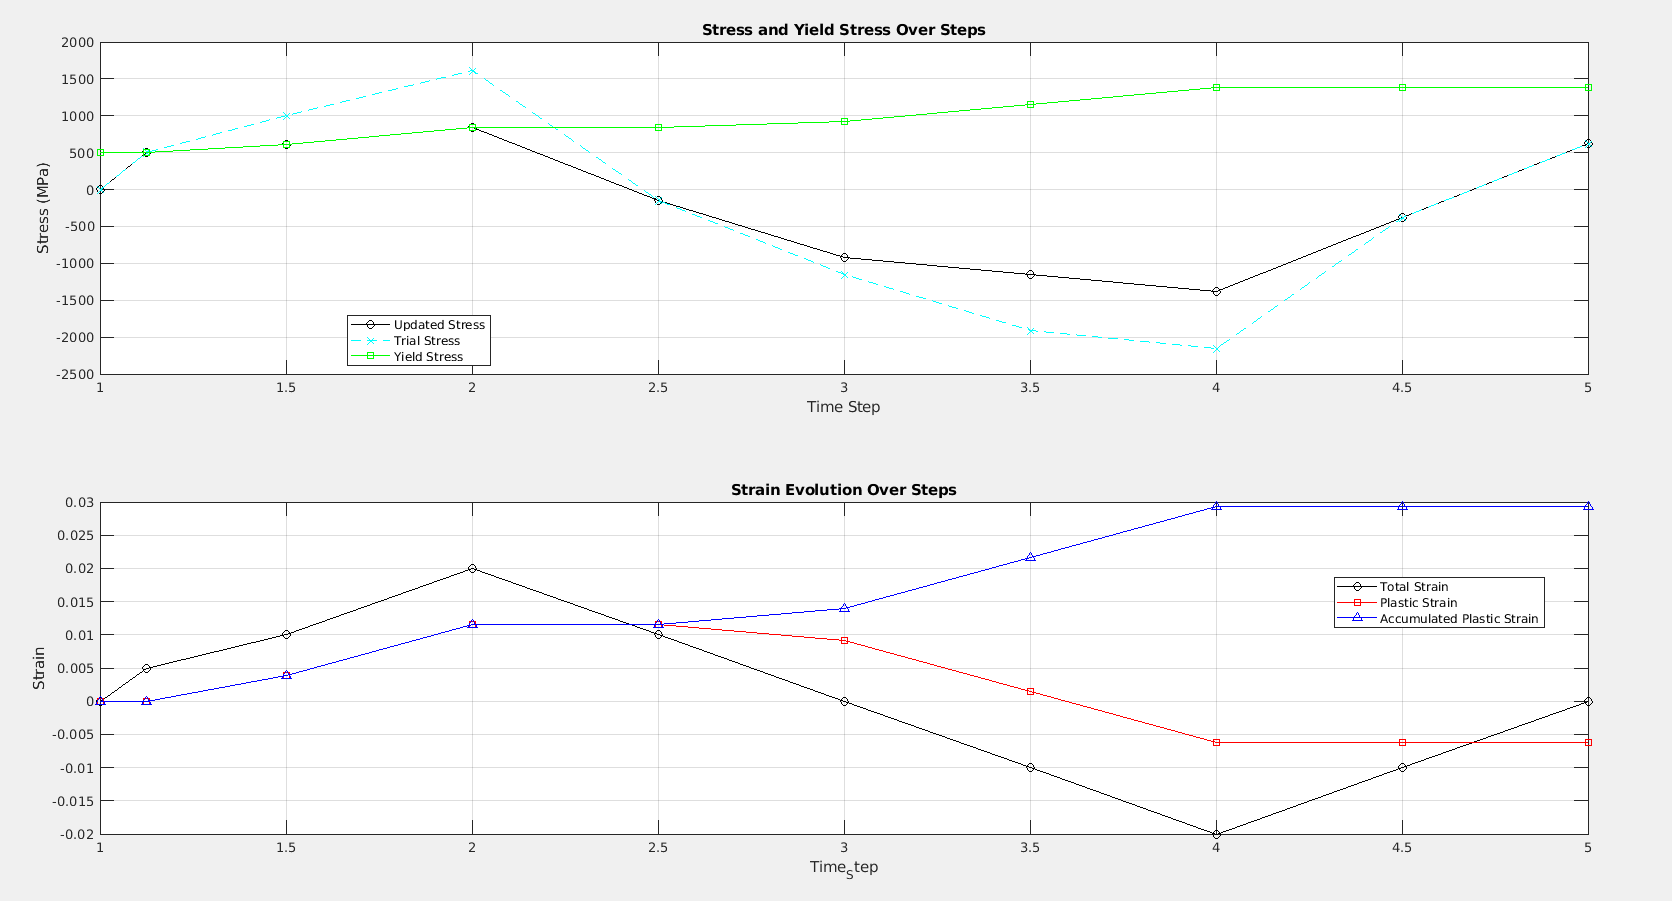 Stress and Yield Stress Over Steps
2000
1500
1000
500
0
-500
-1000
-1500
-2000
-2500
Stress (MPa)
Updated Stress
Trial Stress
Yield Stress
1 1.5 2 2.5 3 3.5 4 4.5 5
Time Step
Strain Evolution Over Steps
0.03
0.025
0.02
0.015
0.01
0.005
0
-0.005
-0.01
-0.015
-0.02
Strain
Total Strain
Plastic Strain
Accumulated Plastic Strain
1 1.5 2 2.5 3 3.5 4 4.5 5
Time<sub>S</sub>tep